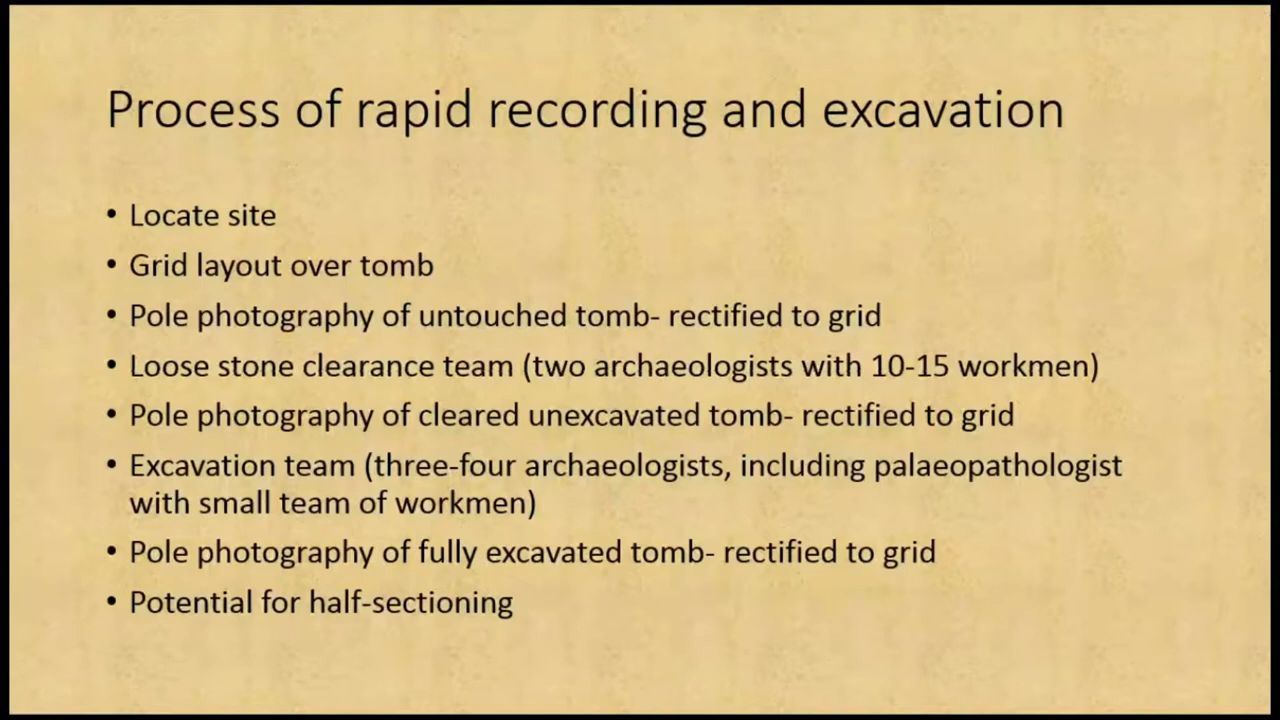 Process of rapid recording and excavation
• Locate site
• Grid layout over tomb
• Pole photography of untouched tomb- rectified to grid
• Loose stone clearance team (two archaeologists with 10-15 workmen)
• Pole photography of cleared unexcavated tomb- rectified to grid
• Excavation team (three-four archaeologists, including palaeopathologist
with small team of workmen)
• Pole photography of fully excavated tomb- rectified to grid
• Potential for half-sectioning